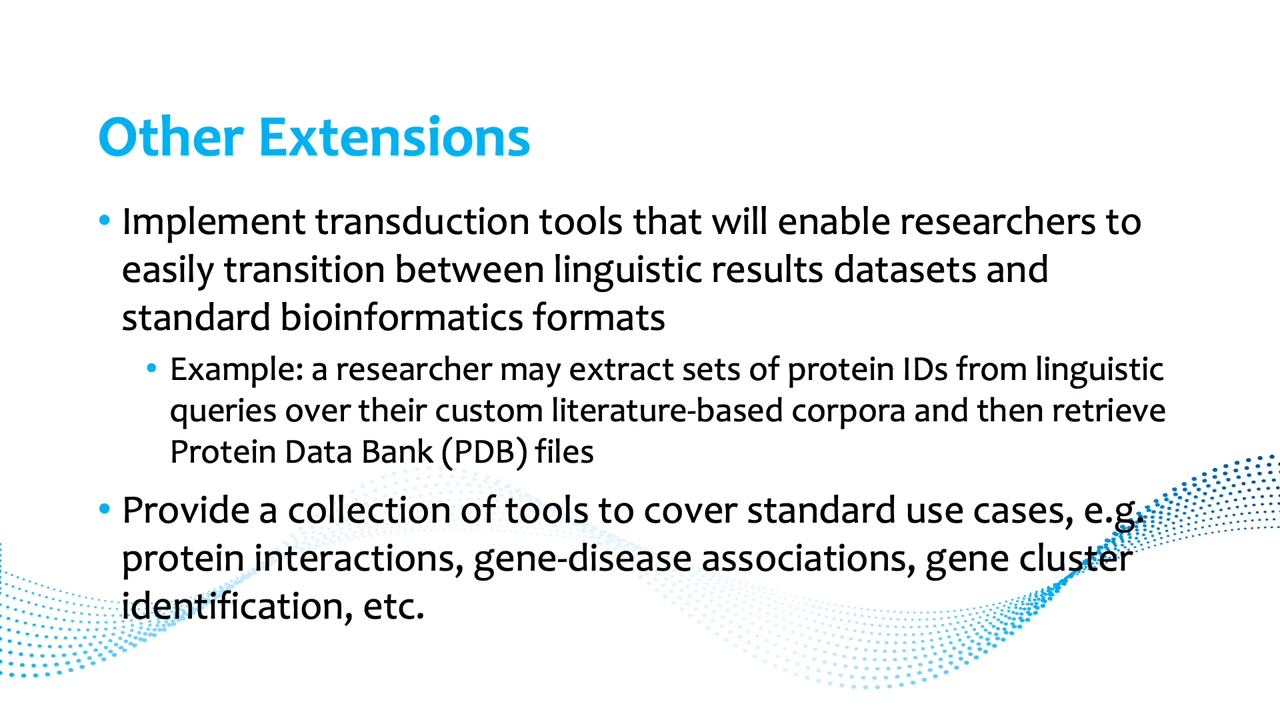 Other Extensions
• Implement transduction tools that will enable researchers to
easily transition between linguistic results datasets and
standard bioinformatics formats
• Example: a researcher may extract sets of protein IDs from linguistic
queries over their custom literature-based corpora and then retrieve
Protein Data Bank (PDB) files
• Provide a collection of tools to cover standard use cases, e.g.
protein interactions, gene-disease associations, gene cluster
identification, etc.